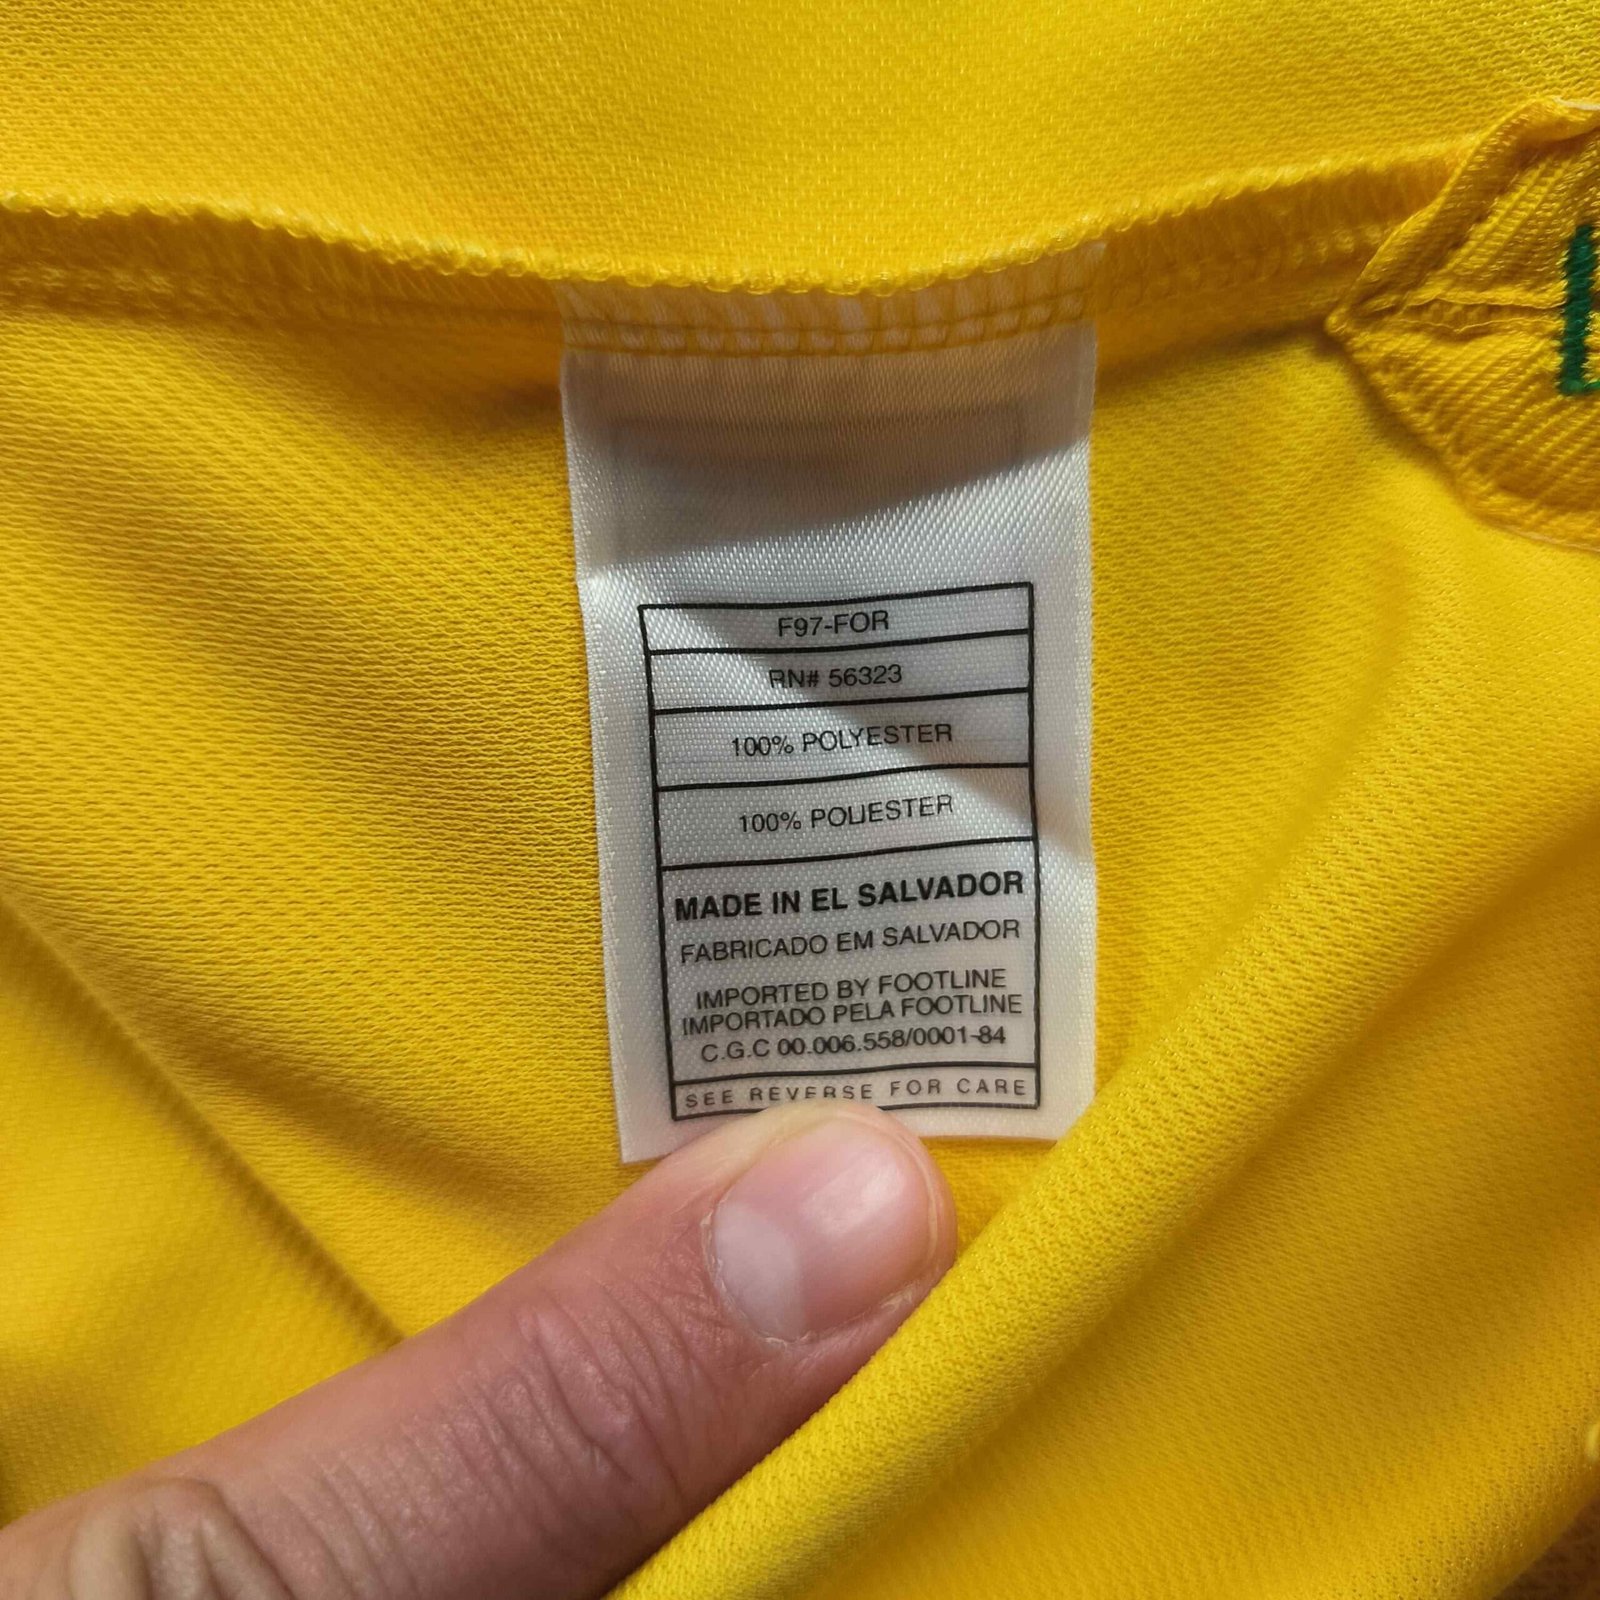 F97-FOR
RN# 56323
100% POLYESTER
100% POLIESTER
MADE IN EL SALVADOR
FABRICADO EM SALVADOR
IMPORTED BY FOOTLINE
IMPORTADO PELA FOOTLINE
C.G.C 00.006.558/0001-84
SEE REVERSE FOR CARE